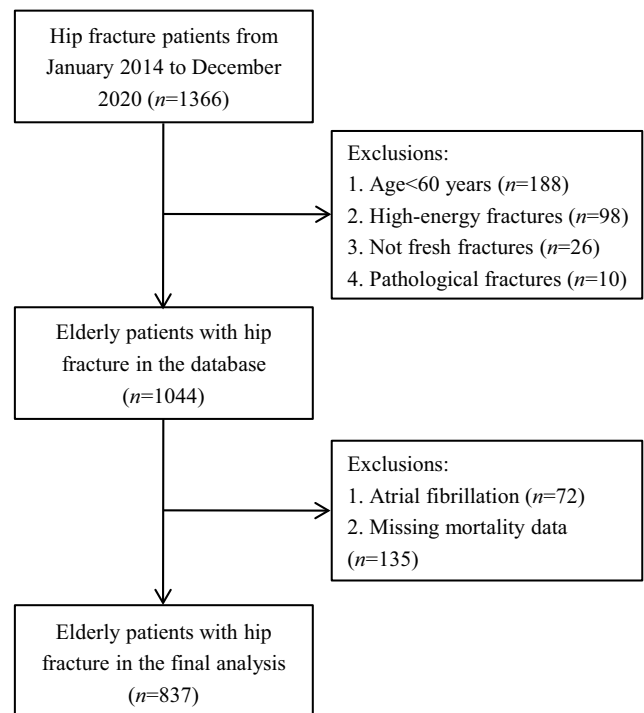 Hip fracture patients from
January 2014 to December
2020 (n=1366)
Exclusions:
1. Age<60 years (n=188)
2. High-energy fractures (n=98)
3. Not fresh fractures (n=26)
4. Pathological fractures (n=10)
Elderly patients with hip
fracture in the database
(n=1044)
Exclusions:
1. Atrial fibrillation (n=72)
2. Missing mortality data
(n=135)
Elderly patients with hip
fracture in the final analysis
(n=837)